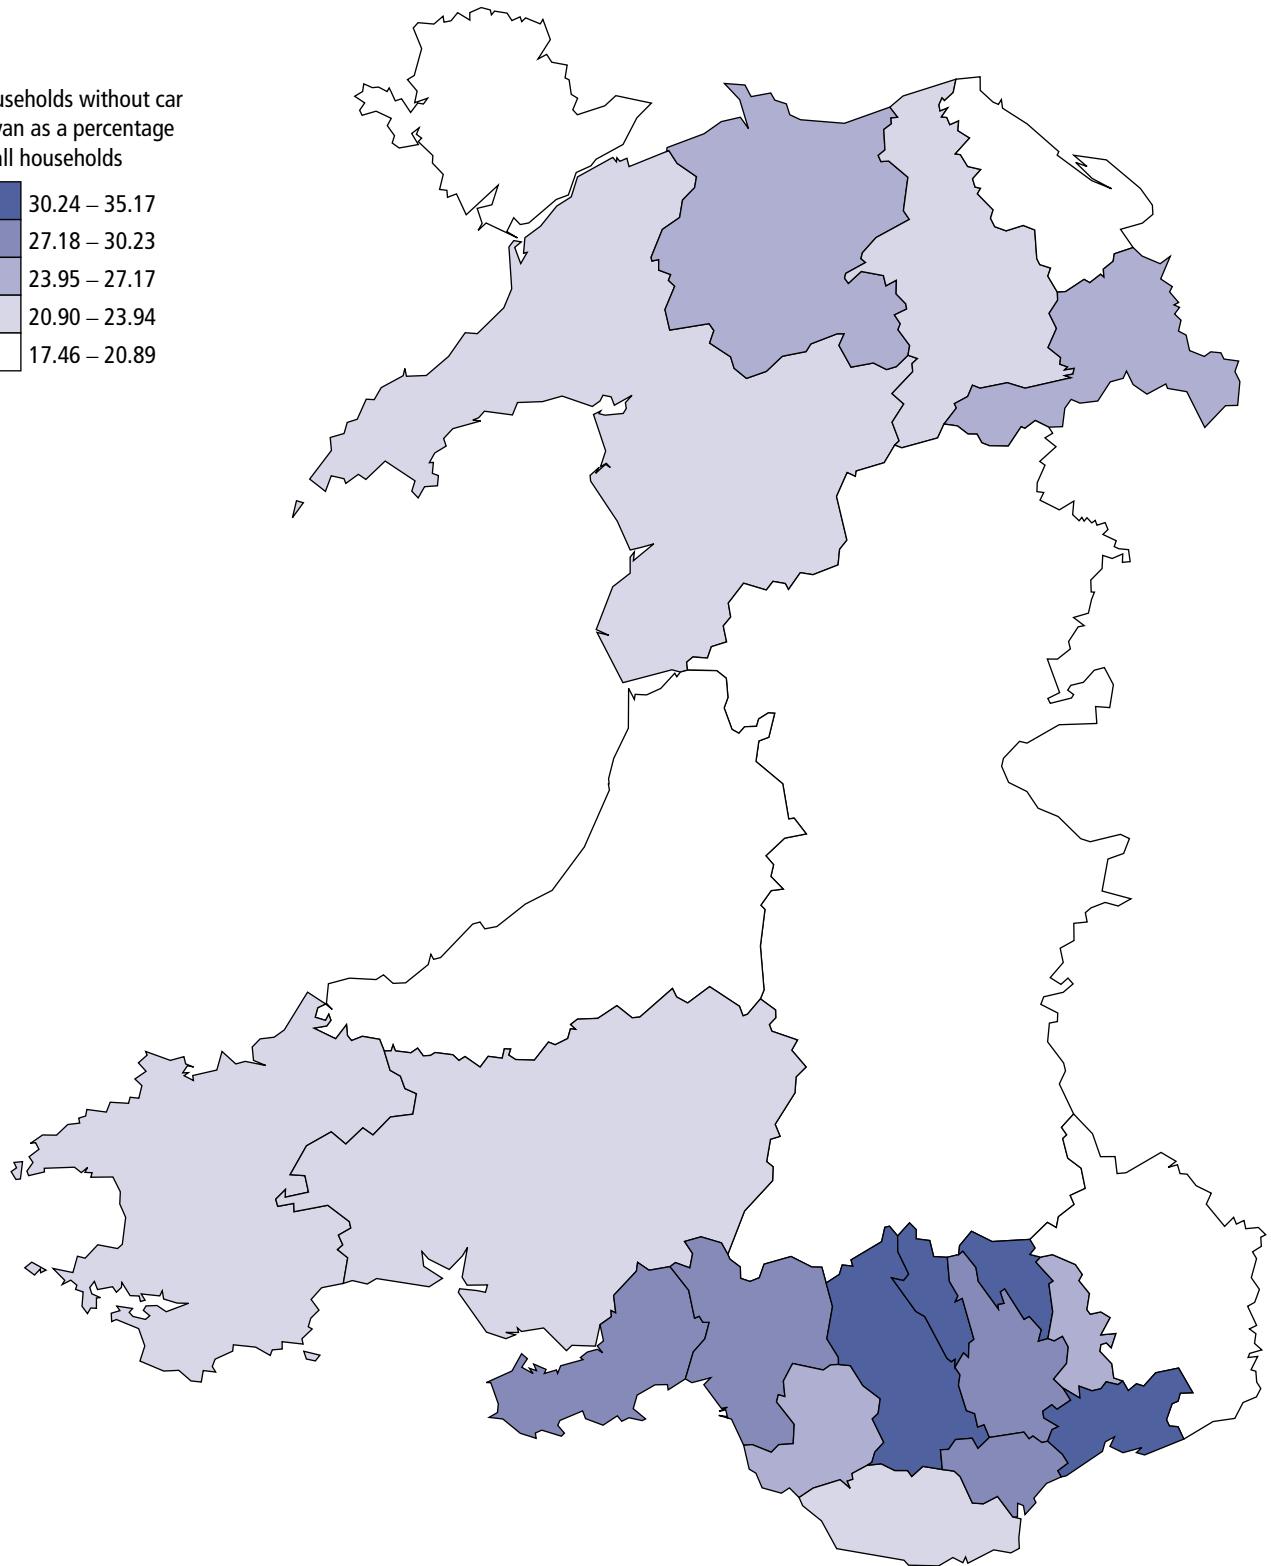 useholds without car
van as a percentage
all households
30.24 – 35.17
27.18 – 30.23
23.95 – 27.17
20.90 – 23.94
17.46 – 20.89